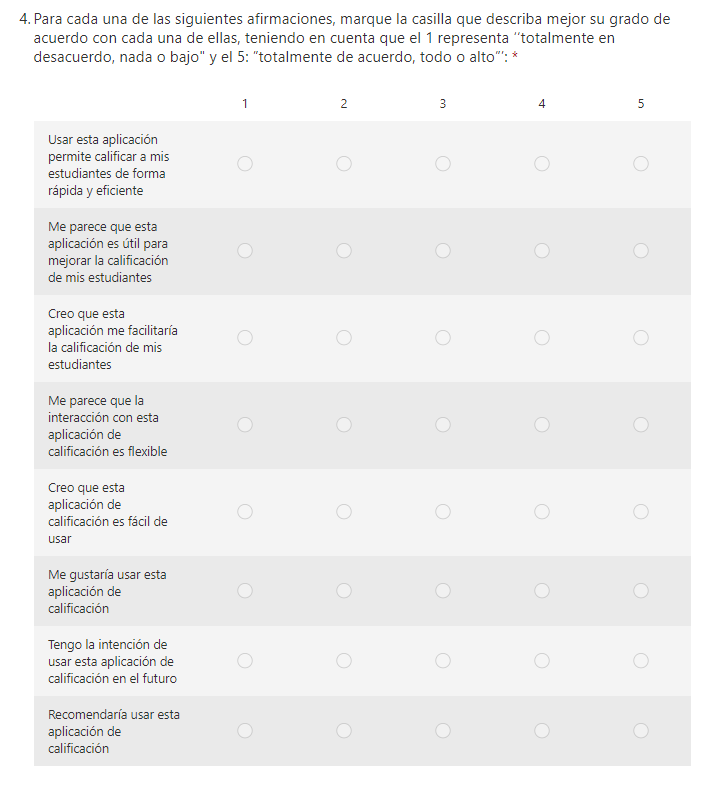 4. Para cada una de las siguientes afirmaciones, marque la casilla que describa mejor su grado de
acuerdo con cada una de ellas, teniendo en cuenta que el 1 representa ''totalmente en
desacuerdo, nada o bajo" y el 5: "totalmente de acuerdo, todo o alto"': *
1 2 3 4 5
Usar esta aplicación
permite calificar a mis
estudiantes de forma
rápida y eficiente
Me parece que esta
aplicación es útil para
mejorar la calificación
de mis estudiantes
Creo que esta
aplicación me facilitaría
la calificación de mis
estudiantes
Me parece que la
interacción con esta
aplicación de
calificación es flexible
Creo que esta
aplicación de
calificación es fácil de
usar
Me gustaría usar esta
aplicación de
calificación
Tengo la intención de
usar esta aplicación de
calificación en el futuro
Recomendaría usar esta
aplicación de
calificación